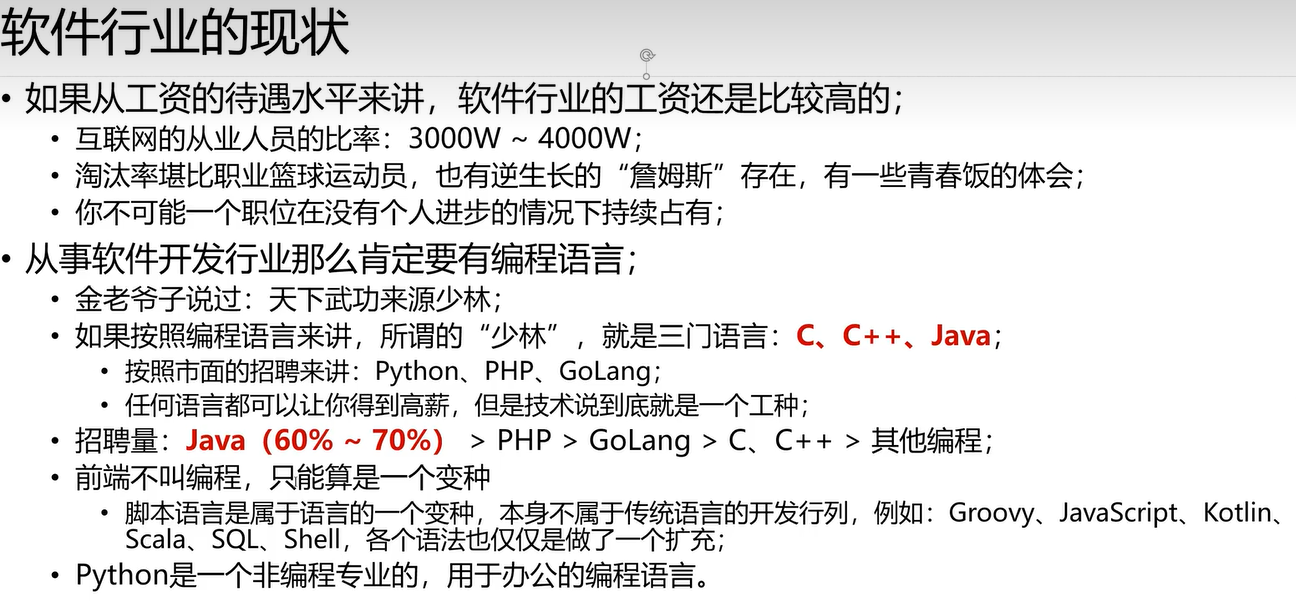 软件行业的现状
• 如果从工资的待遇水平来讲，软件行业的工资还是比较高的；
• 互联网的从业人员的比率：3000W ~ 4000W；
• 淘汰率堪比职业篮球运动员，也有逆生长的“詹姆斯”存在，有一些青春饭的体会；
• 你不可能一个职位在没有个人进步的情况下持续占有；
• 从事软件开发行业那么肯定要有编程语言；
• 金老爷子说过：天下武功来源少林；
• 如果按照编程语言来讲，所谓的“少林”，就是三门语言：C、C++、Java；
• 按照市面的招聘来讲：Python、PHP、GoLang；
• 任何语言都可以让你得到高薪，但是技术说到底就是一个工种；
• 招聘量：Java（60% ~ 70%） > PHP > GoLang > C、C++ > 其他编程；
• 前端不叫编程，只能算是一个变种
• 脚本语言是属于语言的一个变种，本身不属于传统语言的开发行列，例如：Groovy、JavaScript、Kotlin、
Scala、SQL、Shell，各个语法也仅仅是做了一个扩充；
• Python是一个非编程专业的，用于办公的编程语言。